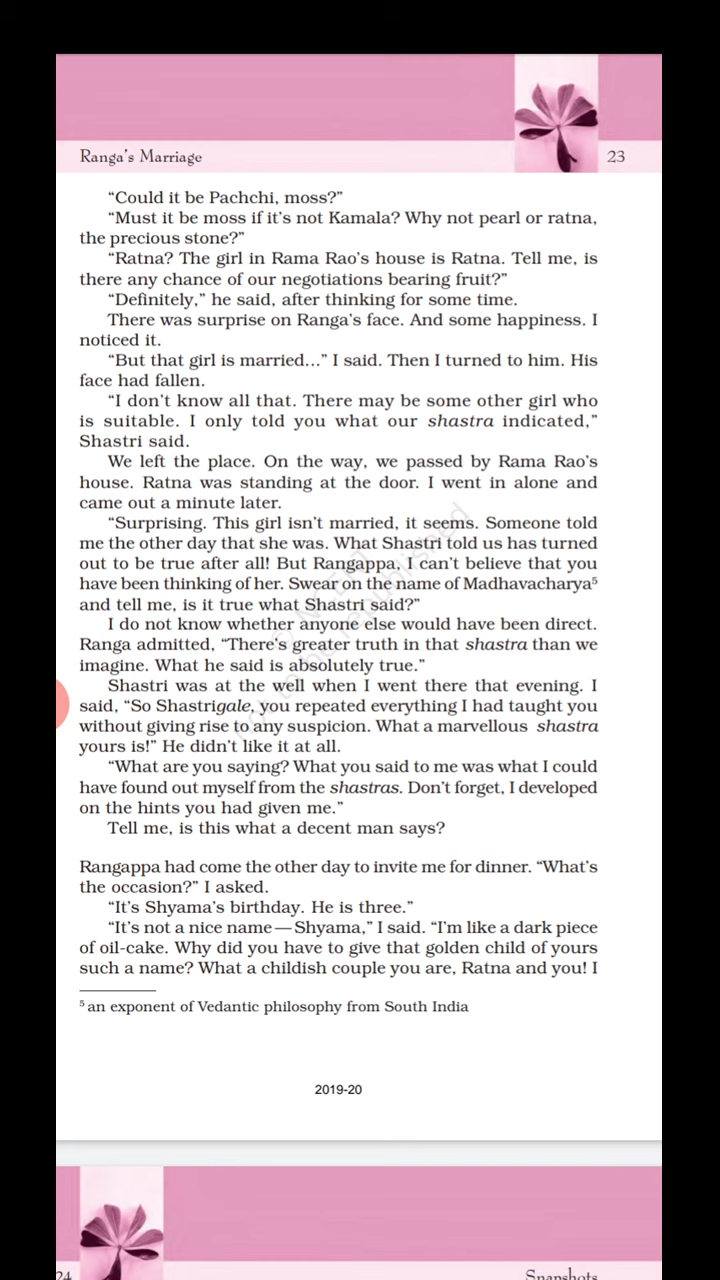 Ranga's Marriage
23
"Could it be Pachchi, moss?"
"Must it be moss if it's not Kamala? Why not pearl or ratna,
the precious stone?"
"Ratna? The girl in Rama Rao's house is Ratna. Tell me, is
there any chance of our negotiations bearing fruit?"
"Definitely," he said, after thinking for some time.
There was surprise on Ranga's face. And some happiness. I
noticed it.
"But that girl is married..." I said. Then I turned to him. His
face had fallen.
"I don't know all that. There may be some other girl who
is suitable. I only told you what our shastra indicated,"
Shastri said.
We left the place. On the way, we passed by Rama Rao's
house. Ratna was standing at the door. I went in alone and
came out a minute later.
"Surprising. This girl isn't married, it seems. Someone told
me the other day that she was. What Shastri told us has turned
out to be true after all! But Rangappa, I can't believe that you
have been thinking of her. Swear on the name of Madhavacharya⁵
and tell me, is it true what Shastri said?"
I do not know whether anyone else would have been direct.
Ranga admitted, "There's greater truth in that shastra than we
imagine. What he said is absolutely true."
Shastri was at the well when I went there that evening. I
said, "So Shastrigale, you repeated everything I had taught you
without giving rise to any suspicion. What a marvellous shastra
yours is!" He didn't like it at all.
"What are you saying? What you said to me was what I could
have found out myself from the shastras. Don't forget, I developed
on the hints you had given me."
Tell me, is this what a decent man says?
Rangappa had come the other day to invite me for dinner. "What's
the occasion?" I asked.
"It's Shyama's birthday. He is three."
"It's not a nice name—Shyama," I said. "I'm like a dark piece
of oil-cake. Why did you have to give that golden child of yours
such a name? What a childish couple you are, Ratna and you! I
⁵ an exponent of Vedantic philosophy from South India
© NCERT
not to be republished
2019-20
24
Snapshots